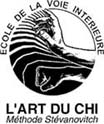 ECOLE DE LA VOIE INTERIEURE
L'ART DU CHI
Méthode Stévanovitch